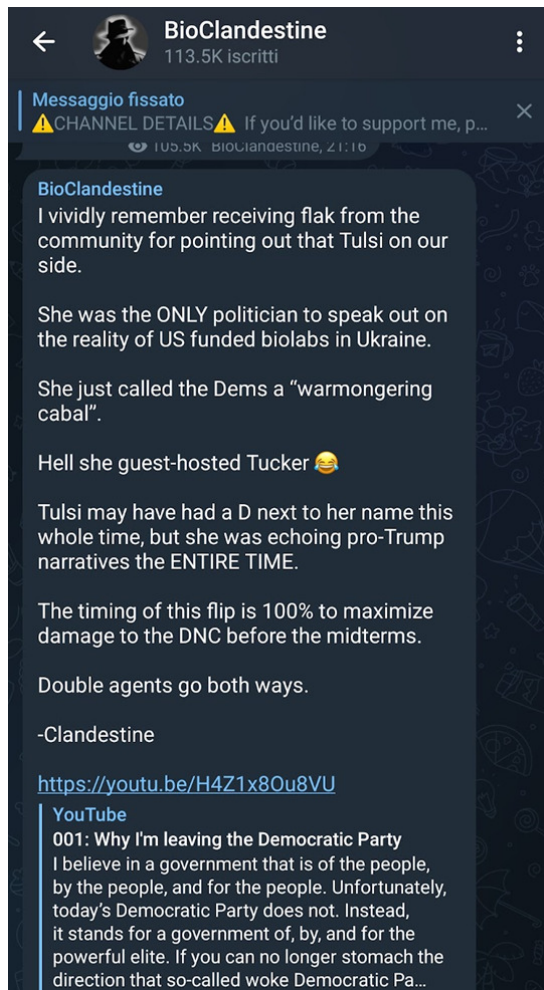 BioClandestine
113.5K iscritti
Messaggio fissato
⚠️CHANNEL DETAILS⚠️ If you'd like to support me, p...
105.5K BioClandestine, 21:16
BioClandestine
I vividly remember receiving flak from the
community for pointing out that Tulsi on our
side.
She was the ONLY politician to speak out on
the reality of US funded biolabs in Ukraine.
She just called the Dems a “warmongering
cabal”.
Hell she guest-hosted Tucker 😂
Tulsi may have had a D next to her name this
whole time, but she was echoing pro-Trump
narratives the ENTIRE TIME.
The timing of this flip is 100% to maximize
damage to the DNC before the midterms.
Double agents go both ways.
-Clandestine
https://youtu.be/H4Z1x8Ou8VU
YouTube
001: Why I'm leaving the Democratic Party
I believe in a government that is of the people,
by the people, and for the people. Unfortunately,
today's Democratic Party does not. Instead,
it stands for a government of, by, and for the
powerful elite. If you can no longer stomach the
direction that so-called woke Democratic Pa...